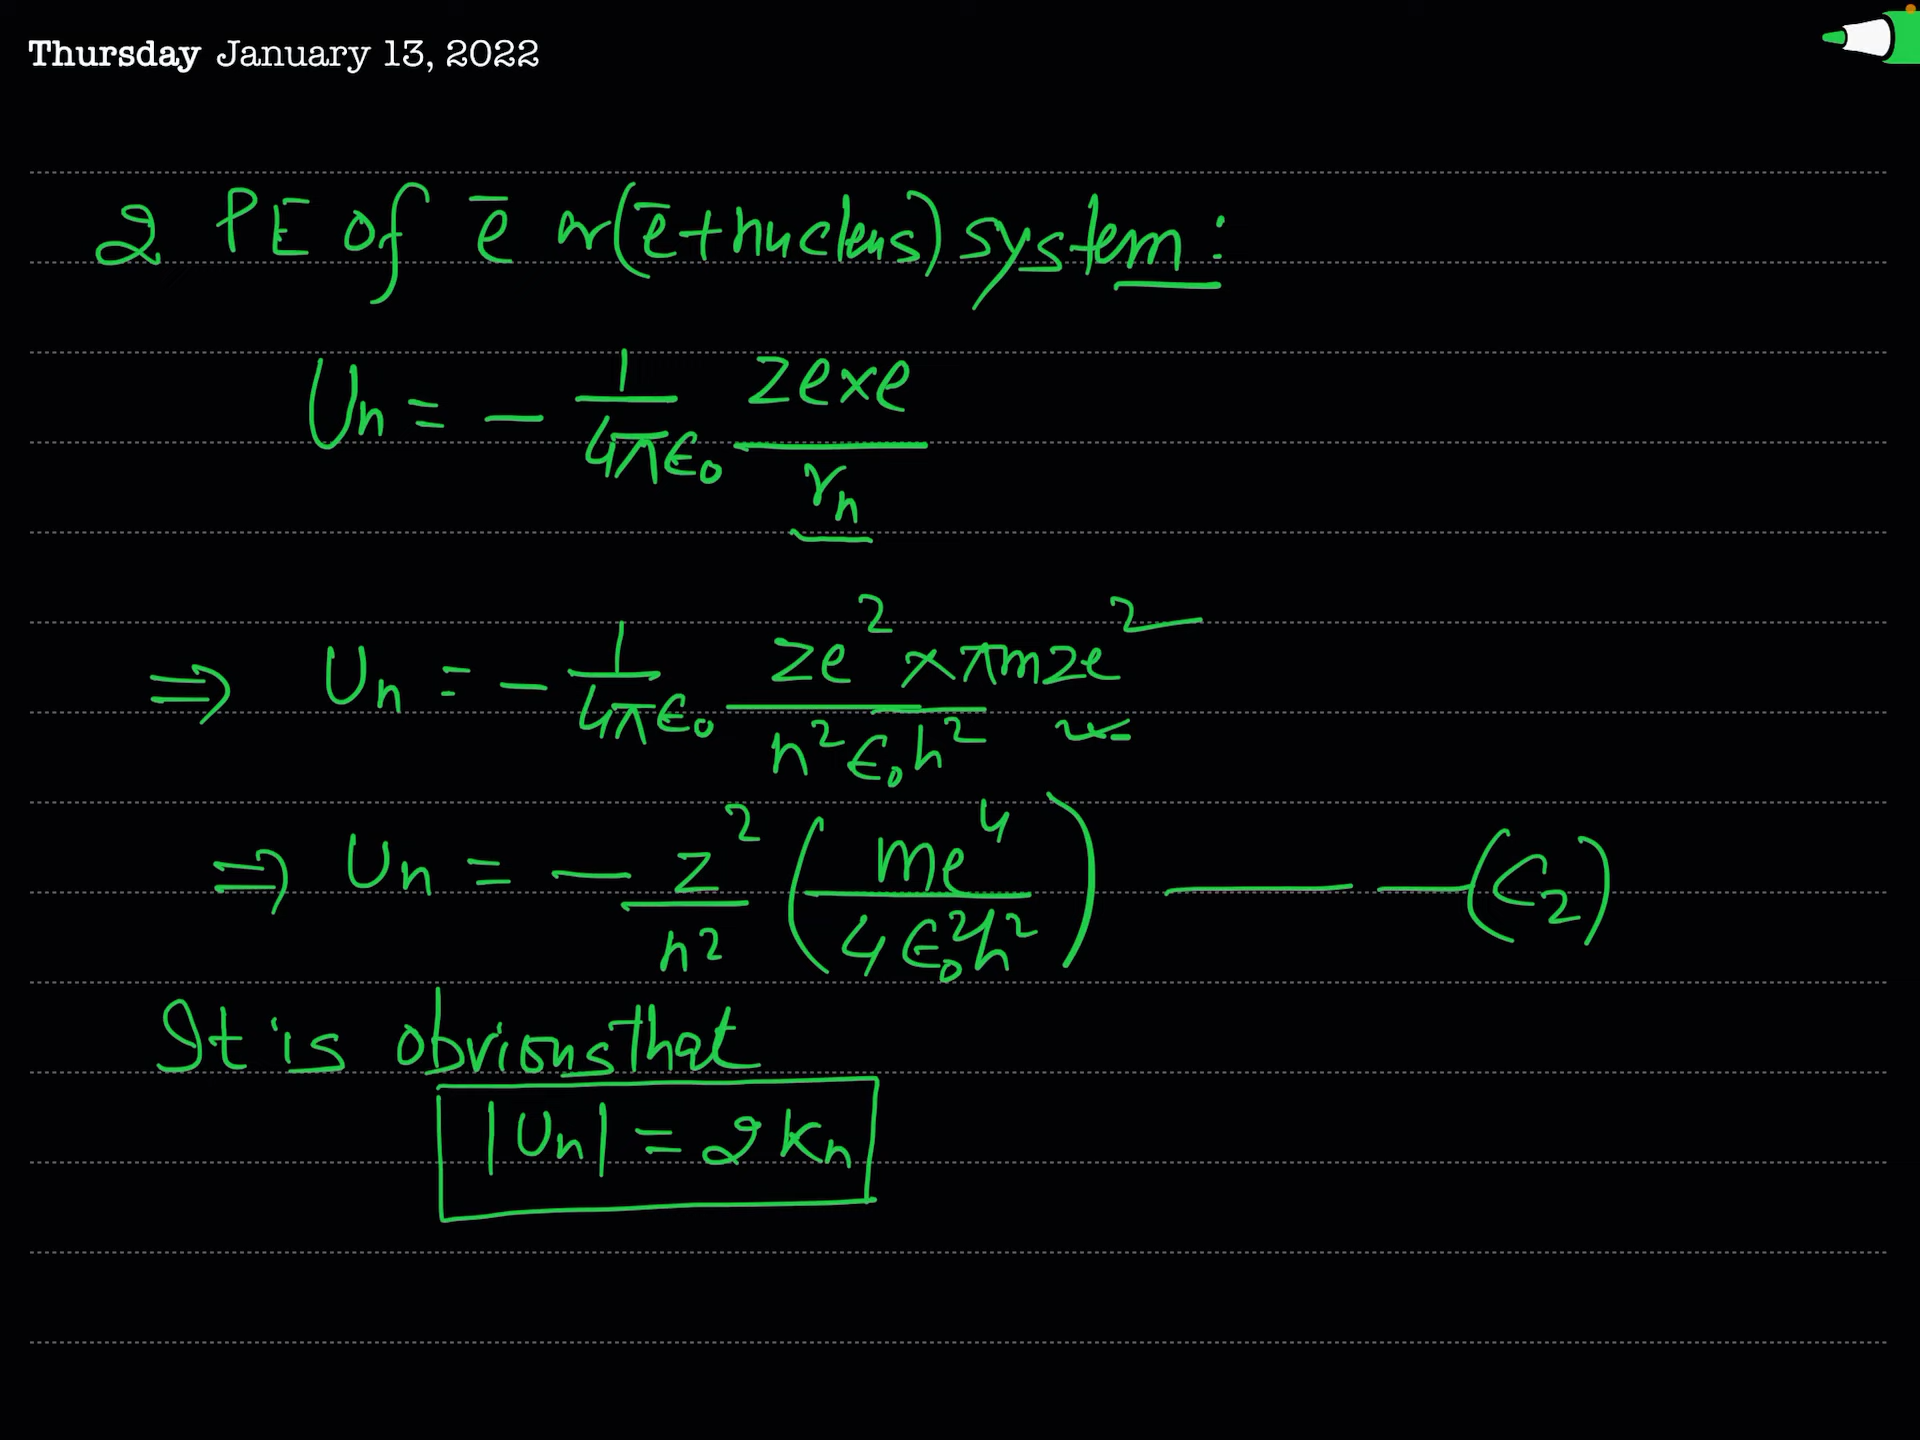 Thursday January 13, 2022
2 PE of ē or (ē+nucleus) system:
Un = - 1/4πϵ₀ Zexe/rn
⇒ Un = - 1/4πϵ₀ ze² × πmze²/n²ϵ₀h²
⇒ Un = - z²/n² (me⁴/4ϵ₀²h²) — — (C₂)
It is obvious that
|Un| = 2Kn